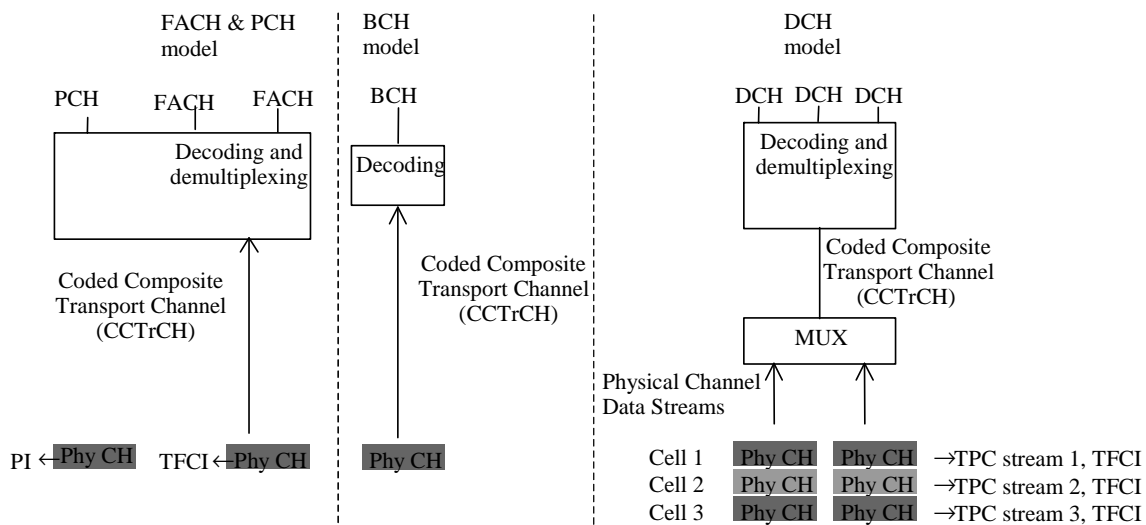 FACH & PCH
model
PCH
FACH
FACH
Decoding and
demultiplexing
Coded Composite
Transport Channel
(CCTrCH)
PI ←Phy CH
TFCI←Phy CH
BCH
model
BCH
Decoding
Coded Composite
Transport Channel
(CCTrCH)
Phy CH
DCH
model
DCH DCH DCH
Decoding and
demultiplexing
Coded Composite
Transport Channel
(CCTrCH)
MUX
Physical Channel
Data Streams
Cell 1 Phy CH Phy CH →TPC stream 1, TFCI
Cell 2 Phy CH Phy CH →TPC stream 2, TFCI
Cell 3 Phy CH Phy CH →TPC stream 3, TFCI